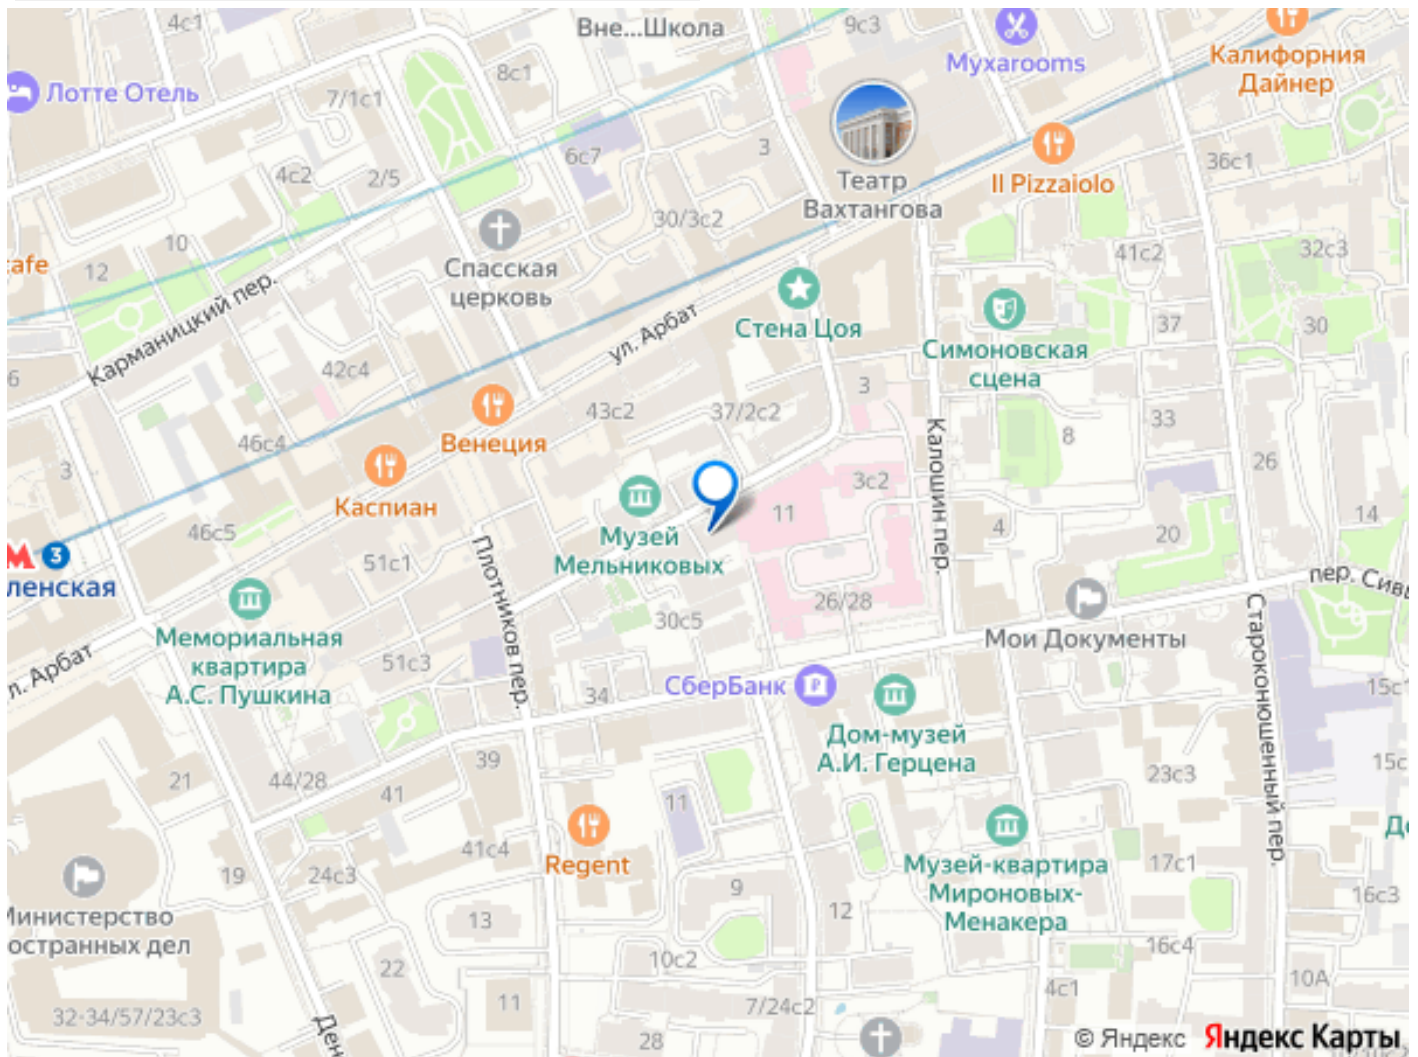 4с1
Вне...Школа
9с3
Муxarooms
Калифорния
Дайнер
Лотте Отель
7/1с1
8с1
6с7
3
4с2
2/5
Театр
Вахтангова
Il Pizzaiolo
36с1
30/3с2
10
12
afe
Спасская
церковь
Карманицкий пер.
ул. Арбат
Стена Цоя
Симоновская
сцена
41с2
32с3
37
30
6
42с4
43с2
37/2с2
3
Венеция
46с4
3
Каспиан
Калошин пер.
8
33
26
46с5
3
ленская
51с1
Плотников пер.
Музей
Мельниковых
11
3с2
4
20
14
пер. Сивц
Мемориальная
квартира
А.С. Пушкина
51с3
30с5
26/28
Мои Документы
Староконюшенный пер.
л. Арбат
34
СберБанк
Дом-музей
А.И. Герцена
15с1
21
44/28
41
39
11
23с3
15с
Regent
41с4
Музей-квартира
Мироновых-
Менакера
17с1
Д
19
24с3
9
12
16с3
Министерство
остранных дел
13
16с4
22
10с2
11
7/24с2
4с1
10А
32-34/57/23с3
Ден
28
© Яндекс Яндекс Карты